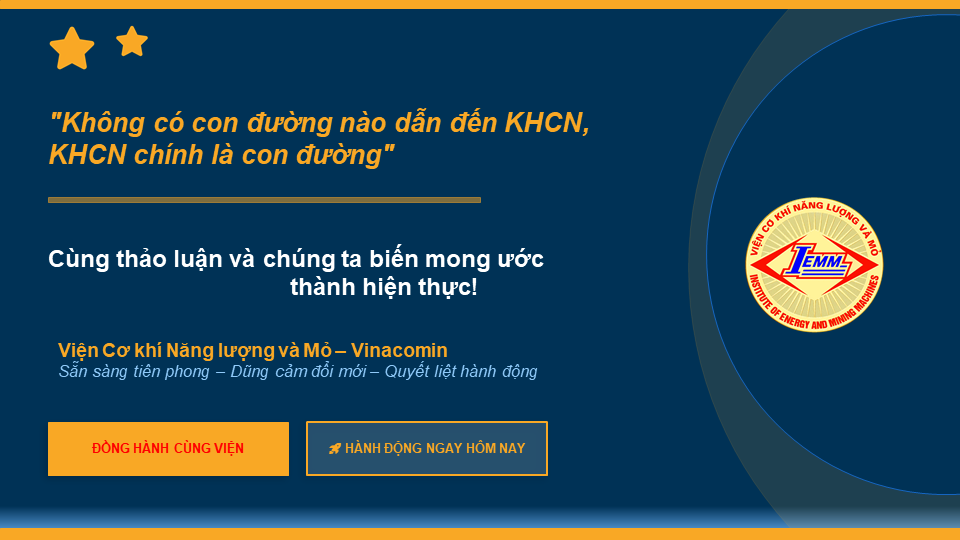 "Không có con đường nào dẫn đến KHCN,
KHCN chính là con đường"
Cùng thảo luận và chúng ta biến mong ước
thành hiện thực!
Viện Cơ khí Năng lượng và Mỏ – Vinacomin
Sẵn sàng tiên phong – Dũng cảm đổi mới – Quyết liệt hành động
ĐỒNG HÀNH CÙNG VIỆN
HÀNH ĐỘNG NGAY HÔM NAY
VIỆN CƠ KHÍ NĂNG LƯỢNG VÀ MỎ
IEMM
INSTITUTE OF ENERGY AND MINING MACHINES